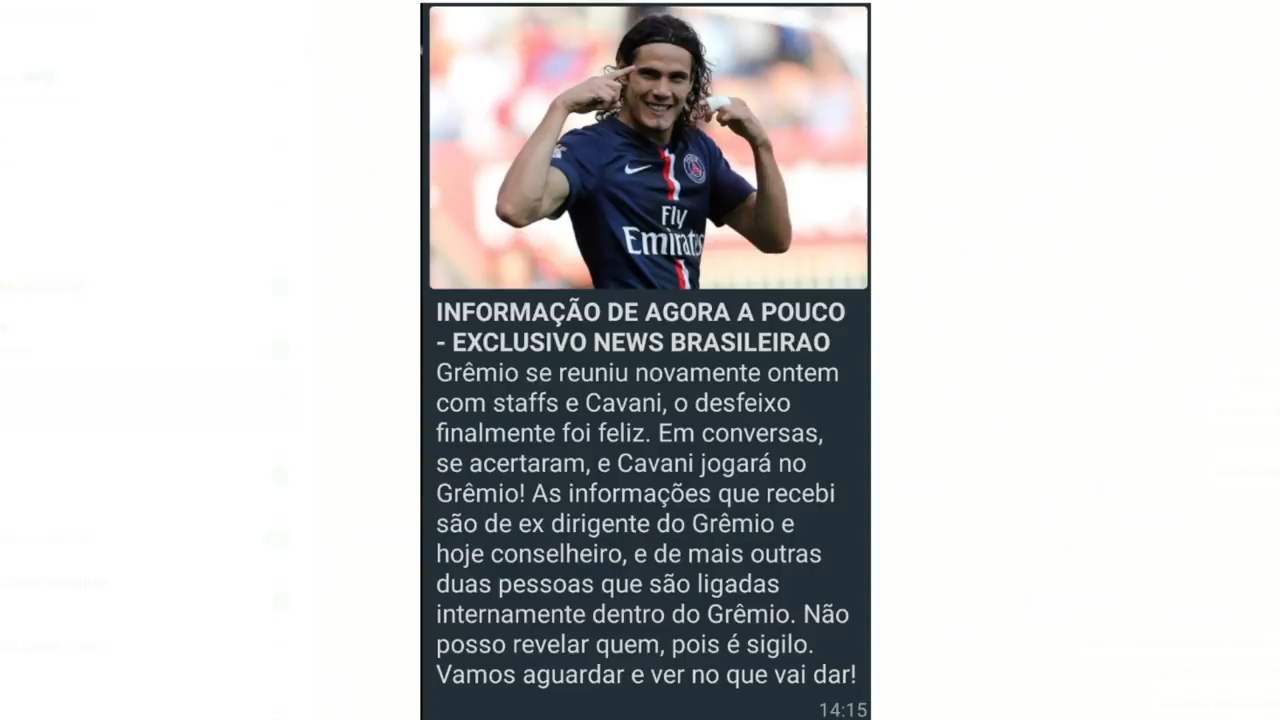 Fly
Emirates
INFORMAÇÃO DE AGORA A POUCO
- EXCLUSIVO NEWS BRASILEIRAO
Grêmio se reuniu novamente ontem
com staffs e Cavani, o desfeixo
finalmente foi feliz. Em conversas,
se acertaram, e Cavani jogará no
Grêmio! As informações que recebi
são de ex dirigente do Grêmio e
hoje conselheiro, e de mais outras
duas pessoas que são ligadas
internamente dentro do Grêmio. Não
posso revelar quem, pois é sigilo.
Vamos aguardar e ver no que vai dar!
14:15